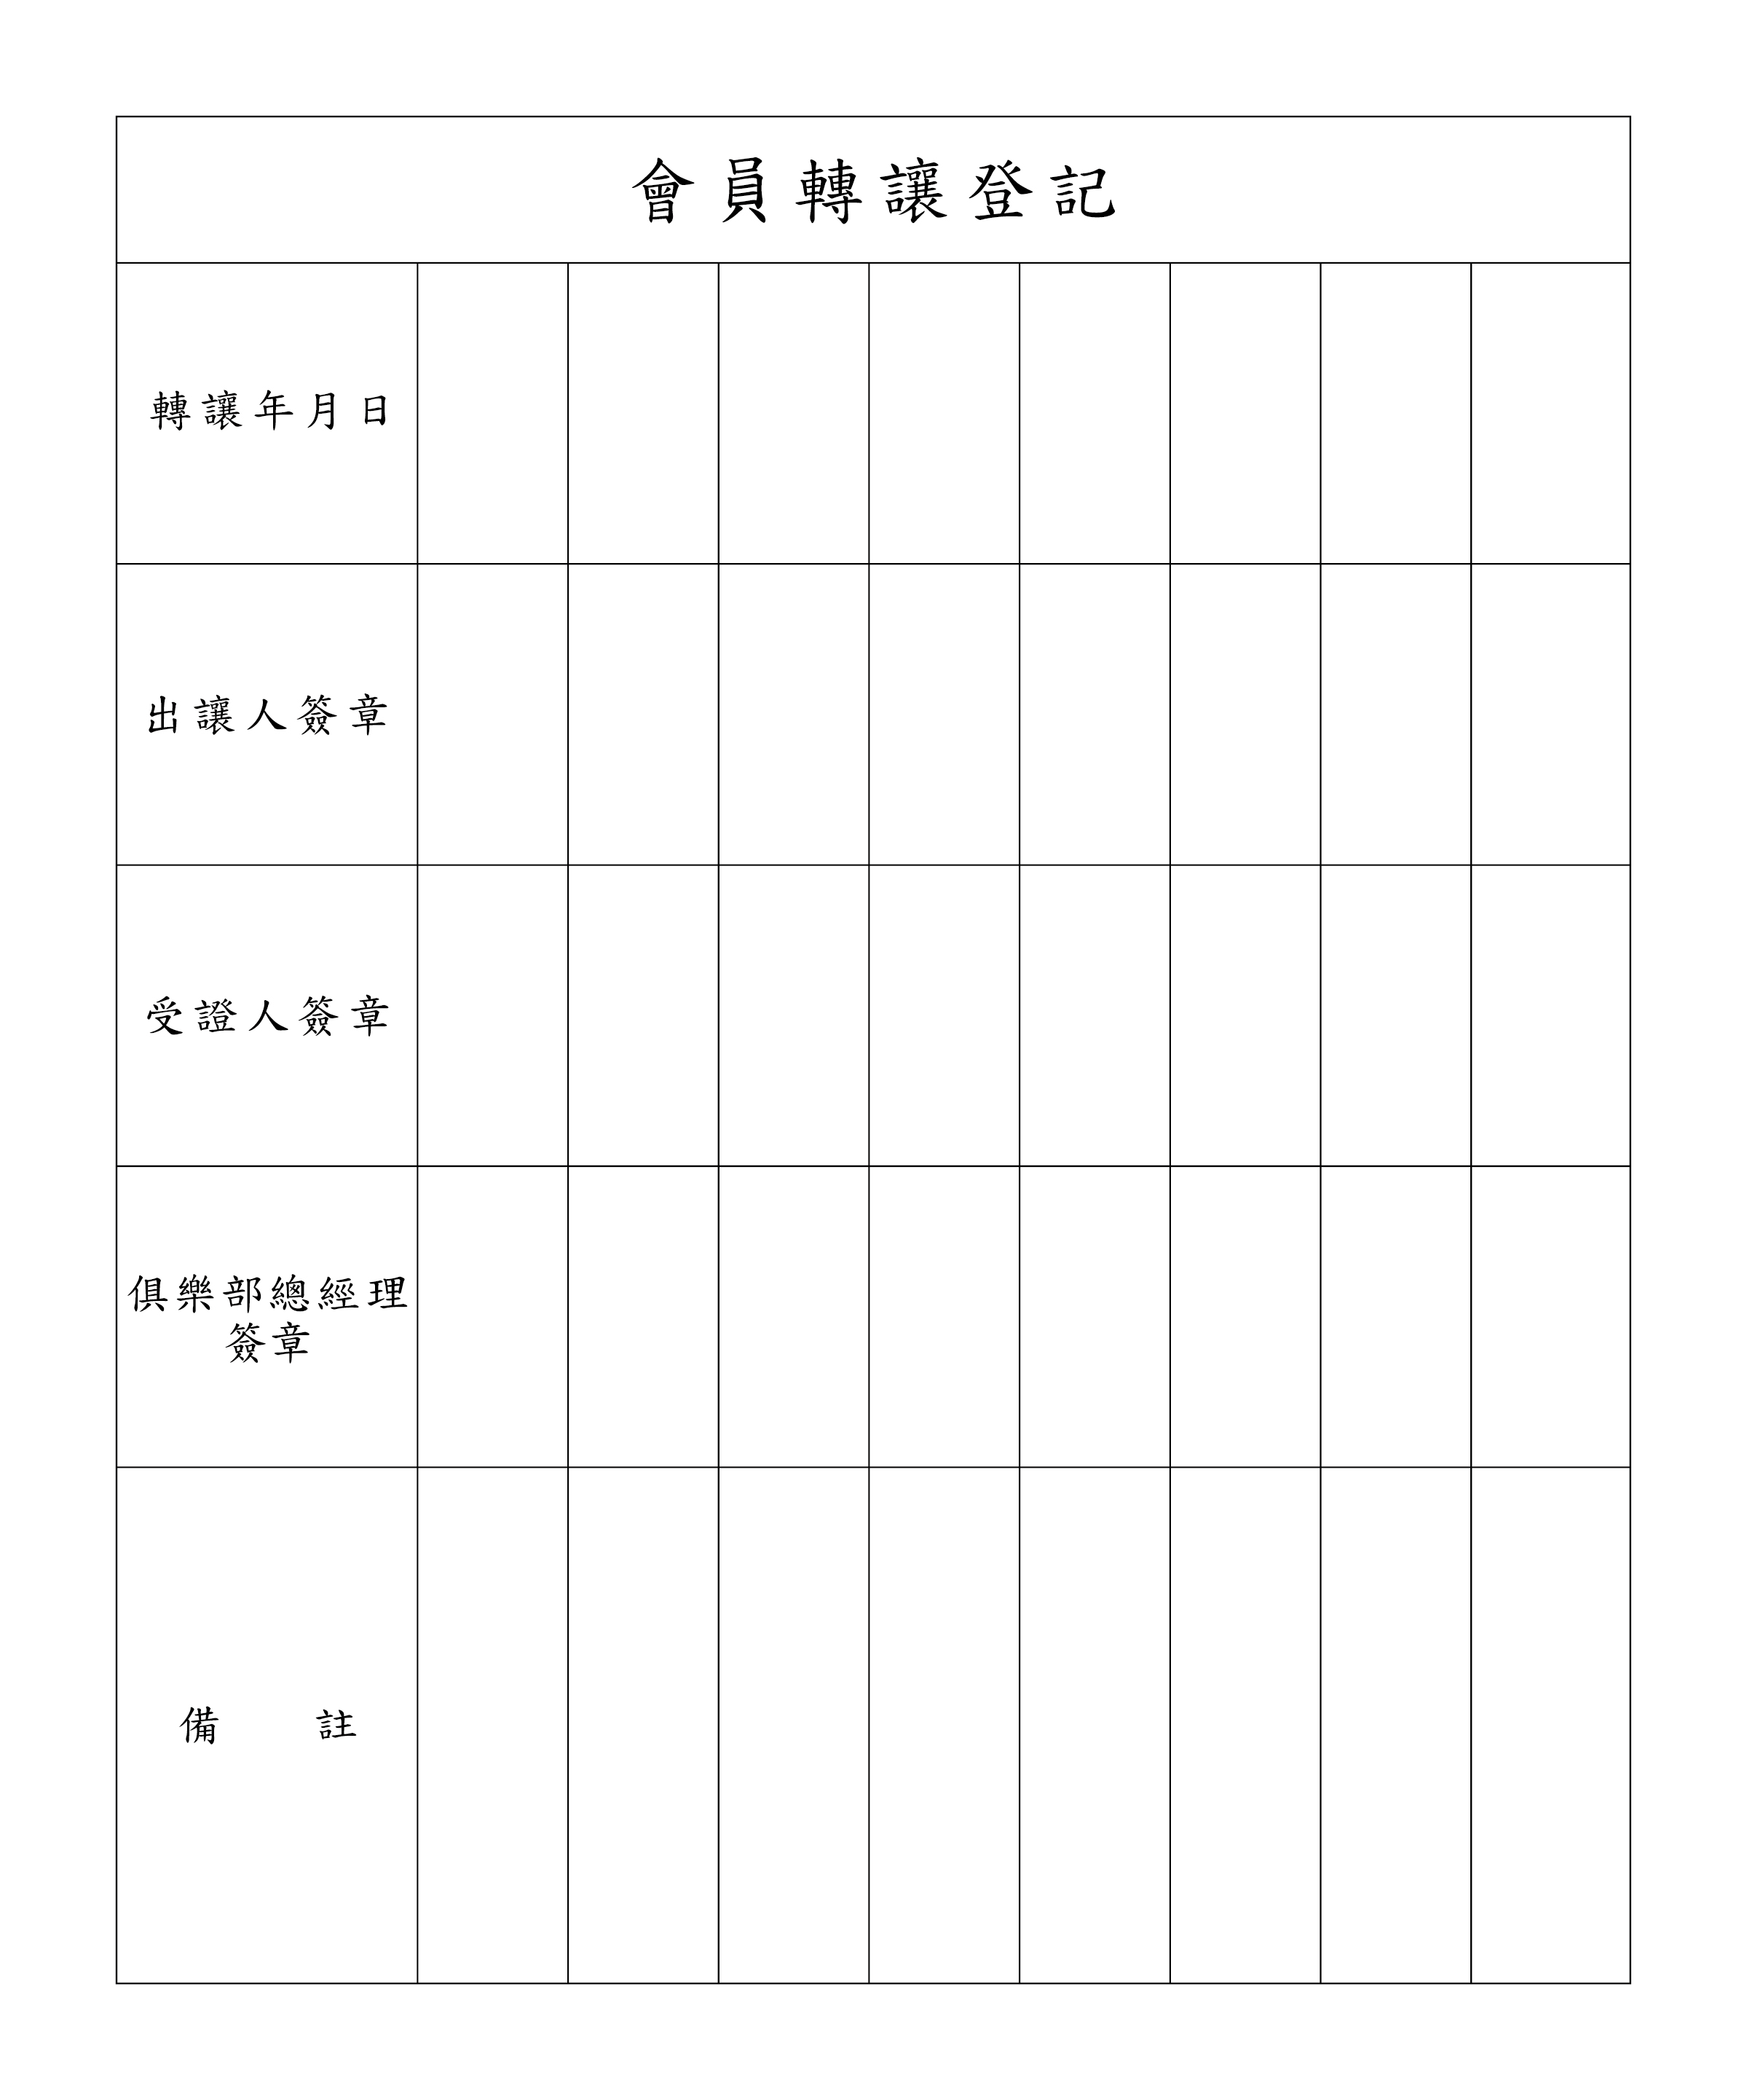 會員轉讓登記
轉讓年月日
出讓人簽章
受證人簽章
俱樂部總經理
簽章
備　　註